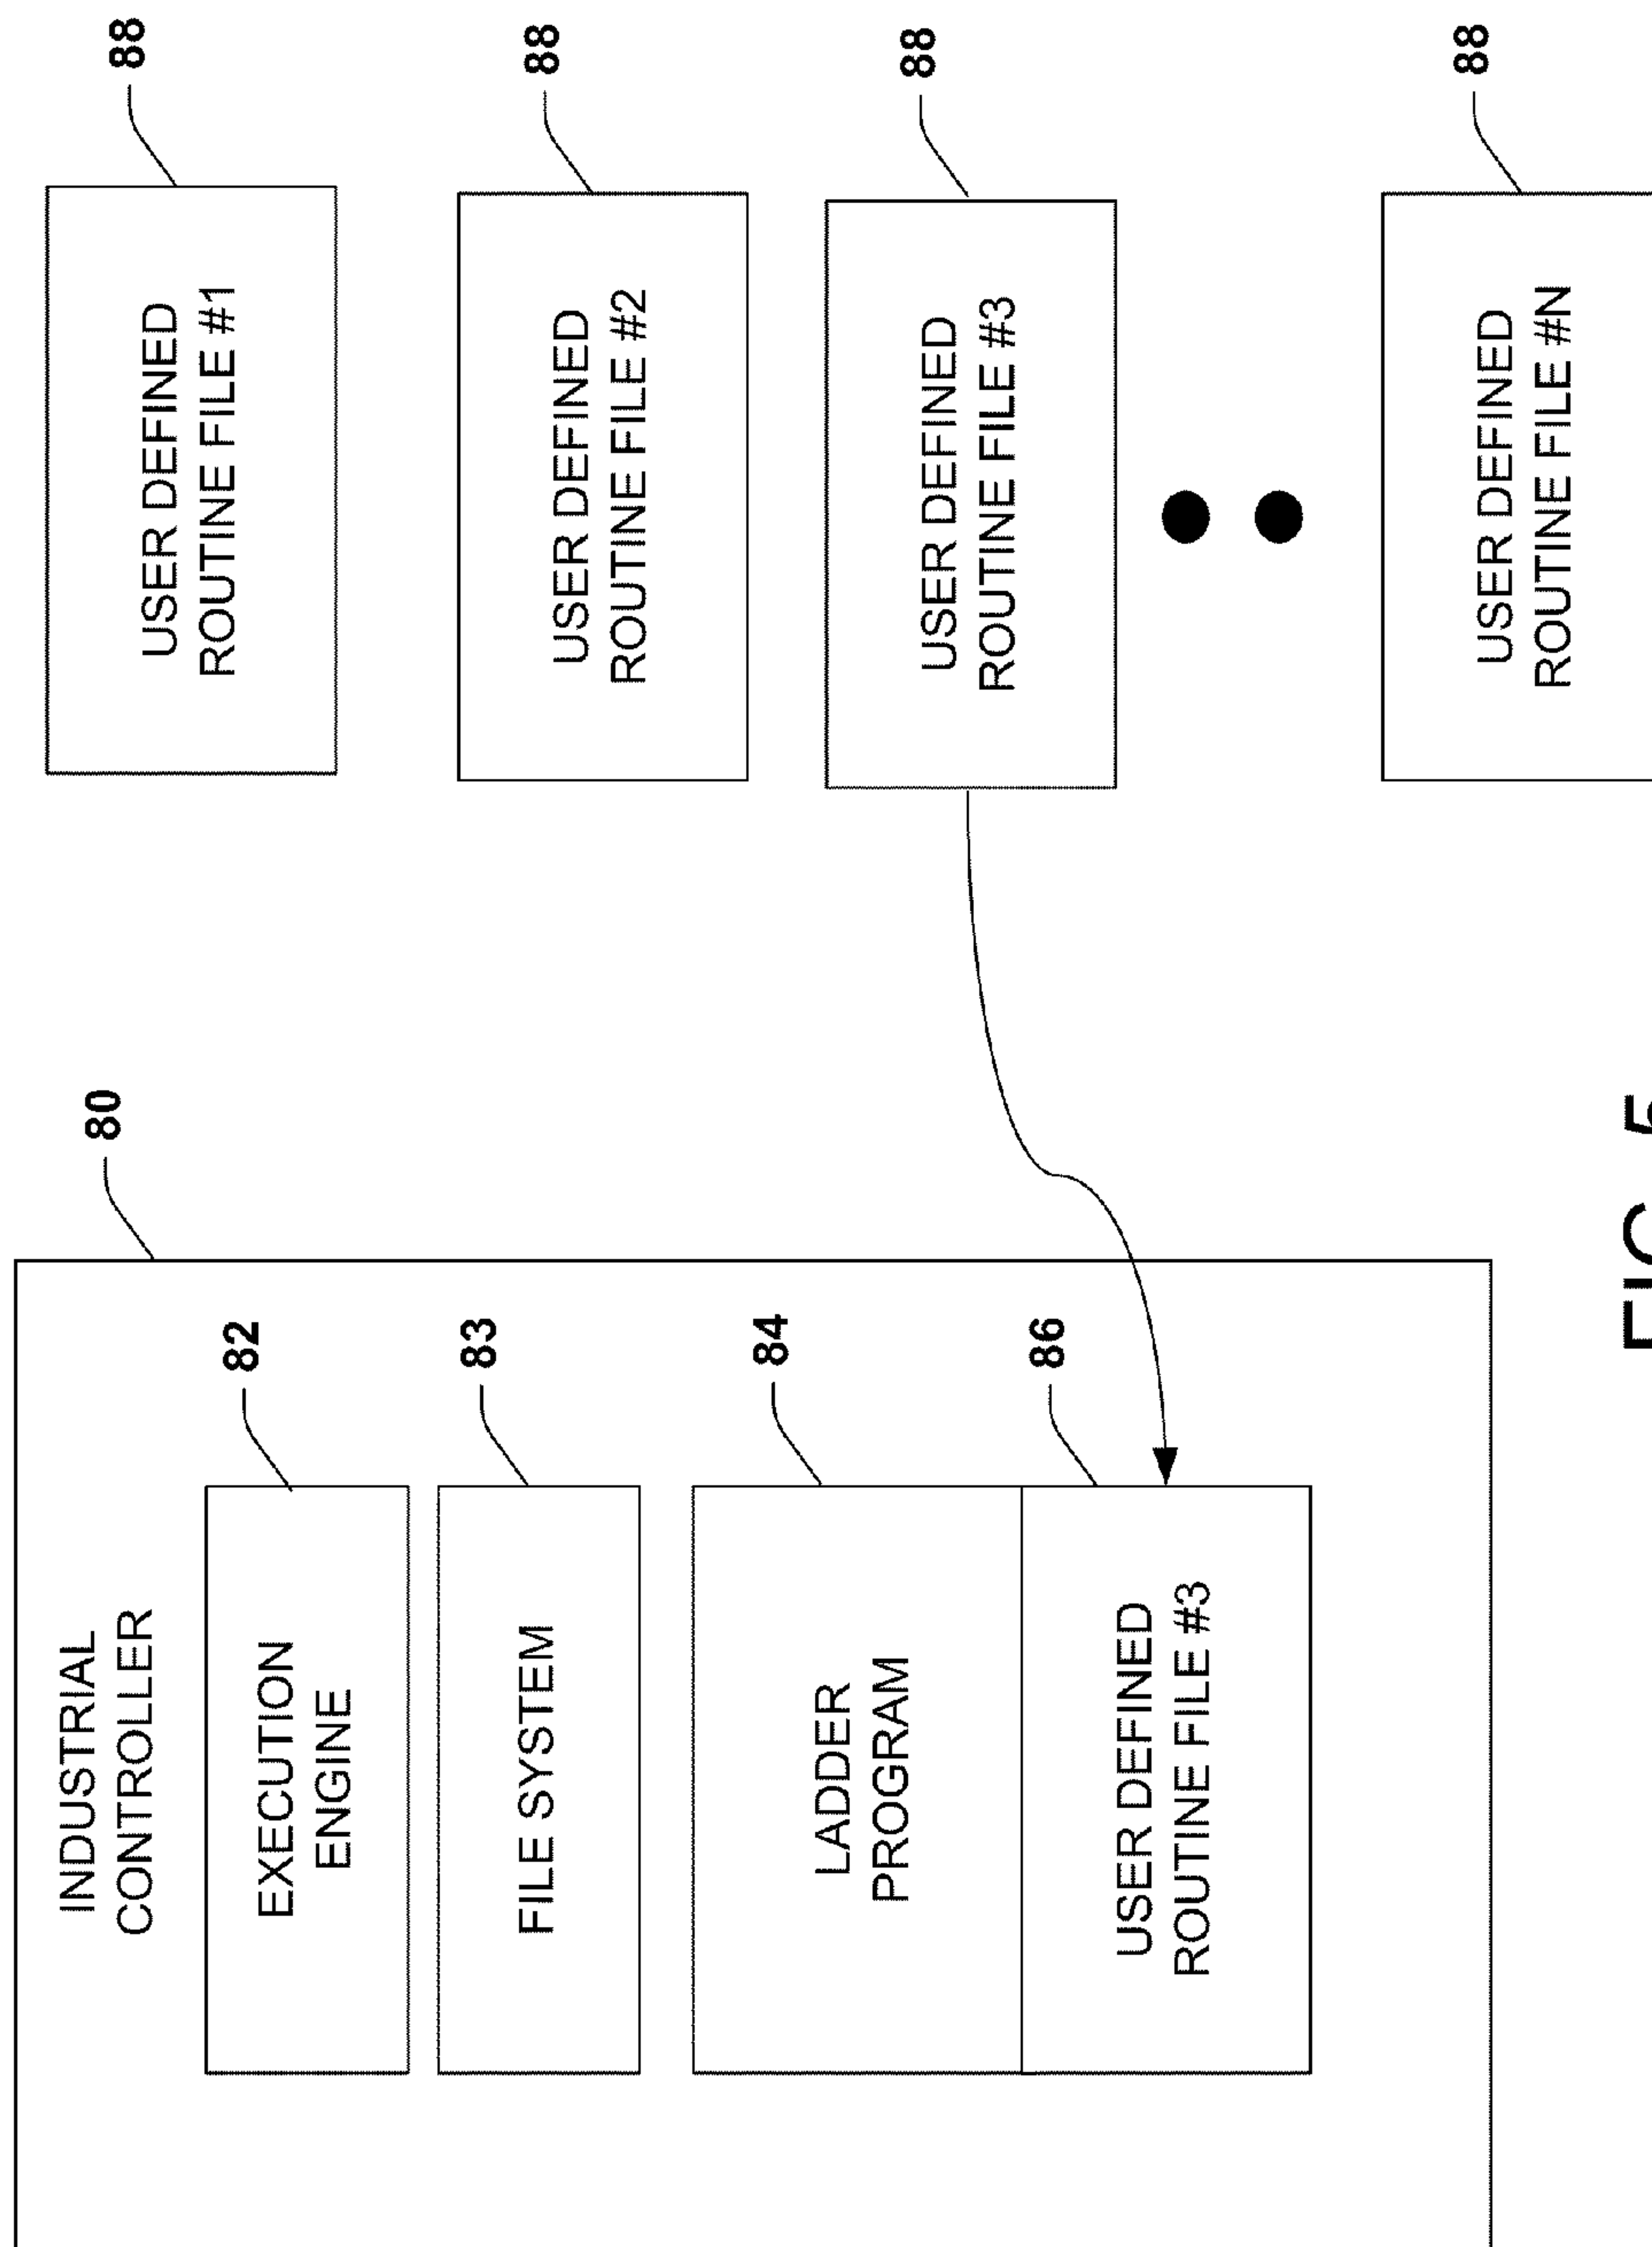 80
INDUSTRIAL
CONTROLLER
82
EXECUTION
ENGINE
83
FILE SYSTEM
84
LADDER
PROGRAM
86
USER DEFINED
ROUTINE FILE #3
88
USER DEFINED
ROUTINE FILE #1
88
USER DEFINED
ROUTINE FILE #2
88
USER DEFINED
ROUTINE FILE #3
88
USER DEFINED
ROUTINE FILE #N
FIG. 5